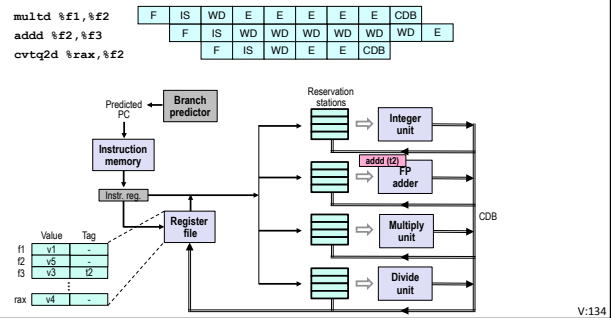 multd %f1,%f2 F IS WD E E E E E CDB
addd %f2,%f3 F IS WD WD WD WD WD WD E
cvtq2d %rax,%f2 F IS WD E E CDB
Reservation
stations
Predicted
PC
Branch
predictor
Instruction
memory
Instr. reg.
Register
file
Integer
unit
addd (t2)
FP
adder
CDB
Multiply
unit
Divide
unit
Value Tag
f1 v1 -
f2 v5 -
f3 v3 t2
rax v4 -
V:134